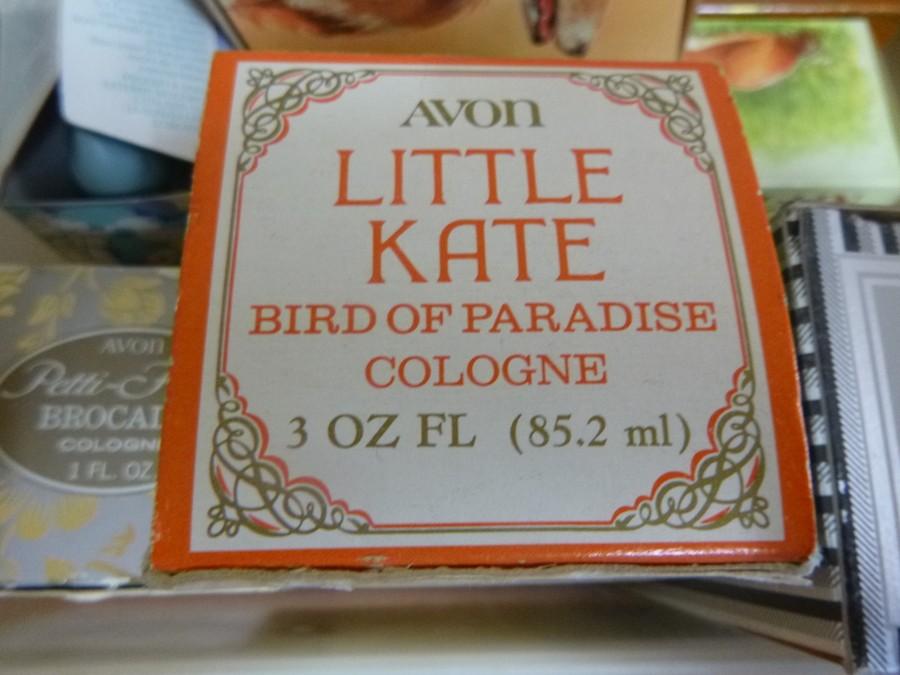 AVON
LITTLE
KATE
BIRD OF PARADISE
COLOGNE
3 OZ FL (85.2 ml)
AVON
BROCA
COLOGN
1 FL. OZ